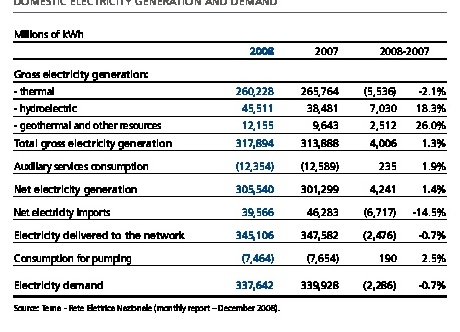 DOMESTIC ELECTRICITY GENERATION AND DEMAND
Millions of kWh
2008 2007 2008-2007
Gross electricity generation:
- thermal 260,228 265,764 (5,536) -2.1%
- hydroelectric 45,511 38,481 7,030 18.3%
- geothermal and other resources 12,155 9,643 2,512 26.0%
Total gross electricity generation 317,894 313,888 4,006 1.3%
Auxiliary services consumption (12,354) (12,589) 235 1.9%
Net electricity generation 305,540 301,299 4,241 1.4%
Net electricity imports 39,566 46,283 (6,717) -14.5%
Electricity delivered to the network 345,106 347,582 (2,476) -0.7%
Consumption for pumping (7,464) (7,654) 190 2.5%
Electricity demand 337,642 339,928 (2,286) -0.7%
Source: Terna - Rete Elettrica Nazionale (monthly report – December 2008).